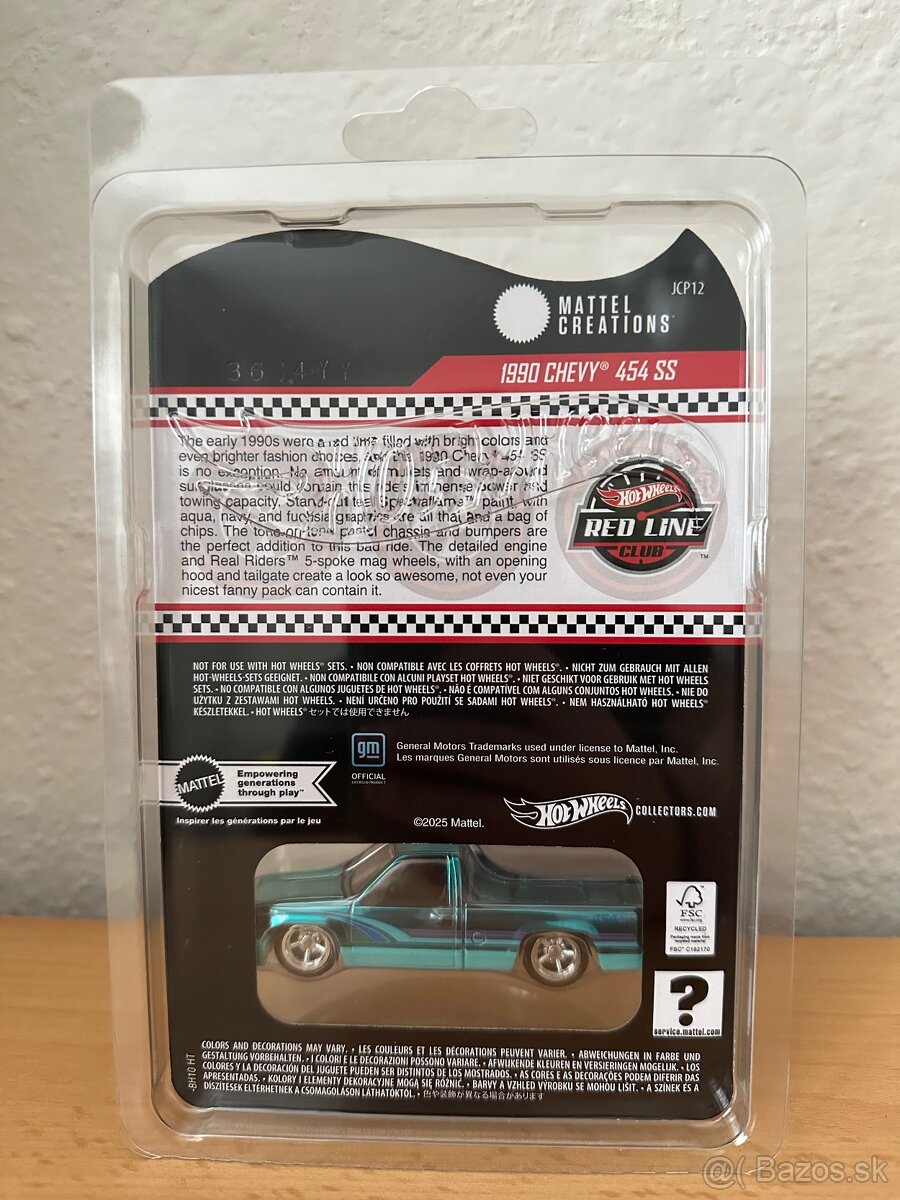 JCP12
MATTEL
CREATIONS™
1990 CHEVY® 454 SS
The early 1990s were a rad time filled with bright colors and
even brighter fashion choices. And this 1990 Chevy® 454 SS
is no exception. No amount of mullets and wrap-around
sunglasses could contain this ride's immense power and
towing capacity. Stand-out teal Spectraflame™ paint, with
aqua, navy, and fuchsia graphics are all that and a bag of
chips. The tone-on-tone pastel chassis and bumpers are
the perfect addition to this bad ride. The detailed engine
and Real Riders™ 5-spoke mag wheels, with an opening
hood and tailgate create a look so awesome, not even your
nicest fanny pack can contain it.
HOT WHEELS
RED LINE
CLUB™
NOT FOR USE WITH HOT WHEELS® SETS. • NON COMPATIBLE AVEC LES COFFRETS HOT WHEELS®. • NICHT ZUM GEBRAUCH MIT ALLEN
HOT-WHEELS-SETS GEEIGNET. • NON COMPATIBILE CON ALCUNI PLAYSET HOT WHEELS®. • NIET GESCHIKT VOOR GEBRUIK MET HOT WHEELS®
SETS. • NO COMPATIBLE CON ALGUNOS JUGUETES DE HOT WHEELS®. • NÃO É COMPATÍVEL COM ALGUNS CONJUNTOS HOT WHEELS. • NIE DO
UŻYTKU Z ZESTAWAMI HOT WHEELS. • NENÍ URČENO PRO POUŽITÍ SE SADAMI HOT WHEELS®. • NEM HASZNÁLHATÓ HOT WHEELS®
KÉSZLETEKKEL. • HOT WHEELS® セットでは使用できません
gm
OFFICIAL
LICENSED PRODUCT
General Motors Trademarks used under license to Mattel, Inc.
Les marques General Motors sont utilisés sous licence par Mattel, Inc.
MATTEL
Empowering
generations
through play™
Inspirer les générations par le jeu
©2025 Mattel.
HOT WHEELS COLLECTORS.COM
FSC
www.fsc.org
RECYCLED
Packaging made from
recycled material
FSC® C162170
?
service.mattel.com
-BH10 HT
COLORS AND DECORATIONS MAY VARY. • LES COULEURS ET LES DÉCORATIONS PEUVENT VARIER. • ABWEICHUNGEN IN FARBE UND
GESTALTUNG VORBEHALTEN. • I COLORI E LE DECORAZIONI POSSONO VARIARE. • AFWIJKENDE KLEUREN EN VERSIERINGEN MOGELIJK. • LOS
COLORES Y LA DECORACIÓN DEL JUGUETE PUEDEN SER DISTINTOS DE LOS MOSTRADOS. • AS CORES E AS DECORAÇÕES PODEM DIFERIR DAS
APRESENTADAS. • KOLORY I ELEMENTY DEKORACYJNE MOGĄ SIĘ RÓŻNIĆ. • BARVY A VZHLED VÝROBKU SE MOHOU LIŠIT. • A SZÍNEK ÉS A
DÍSZÍTÉSEK ELTÉRHETNEK A CSOMAGOLÁSON LÁTHATÓKTÓL. •色や装飾が異なる場合があります
@( Bazos.sk